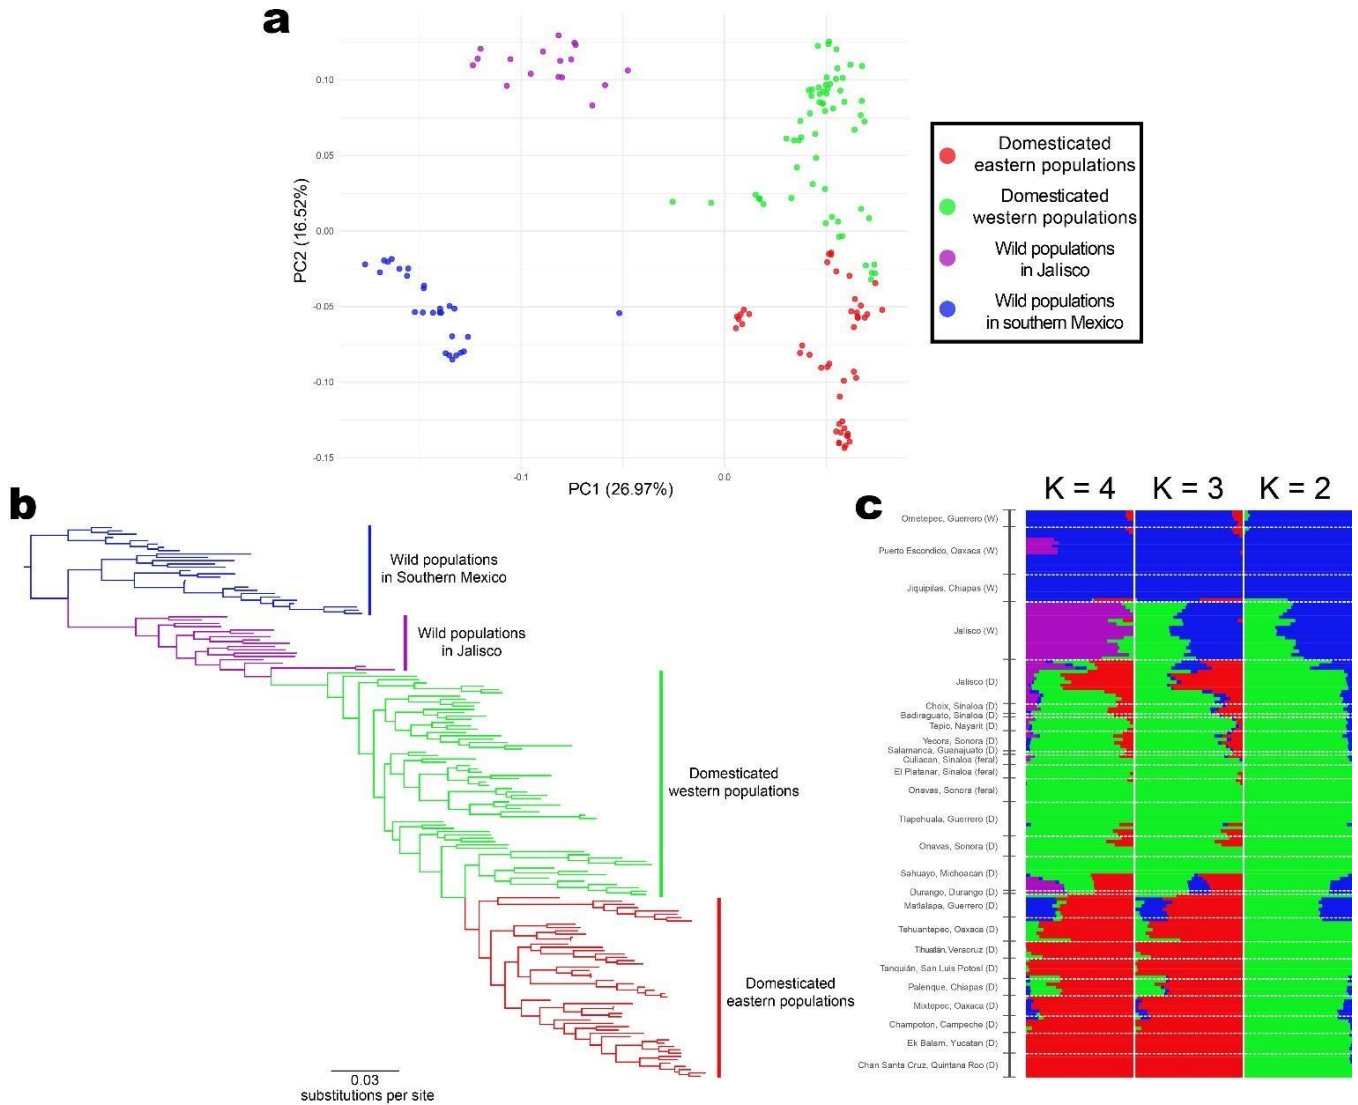 a
0.10
0.05
0.00
-0.05
-0.10
-0.15
PC2 (16.52%)
-0.1
0.0
PC1 (26.97%)
Domesticated
eastern populations
Domesticated
western populations
Wild populations
in Jalisco
Wild populations
in southern Mexico
b
Wild populations
in Southern Mexico
Wild populations
in Jalisco
Domesticated
western populations
Domesticated
eastern populations
0.03
substitutions per site
c
K = 4
K = 3
K = 2
Ometepec, Guerrero (W)
Puerto Escondido, Oaxaca (W)
Jiquipilas, Chiapas (W)
Jalisco (W)
Jalisco (D)
Choix, Sinaloa (D)
Badiraguato, Sinaloa (D)
Tepic, Nayarit (D)
Yecora, Sonora (D)
Salamanca, Guanajuato (D)
Culiacan, Sinaloa (feral)
El Platanar, Sinaloa (feral)
Onavas, Sonora (feral)
Tlapehuala, Guerrero (D)
Onavas, Sonora (D)
Sahuayo, Michoacan (D)
Durango, Durango (D)
Matlalapa, Guerrero (D)
Tehuantepec, Oaxaca (D)
Tihuatlán,Veracruz (D)
Tanquián, San Luis Potosí (D)
Palenque, Chiapas (D)
Mixtepec, Oaxaca (D)
Champoton, Campeche (D)
Ek Balam, Yucatan (D)
Chan Santa Cruz, Quintana Roo (D)